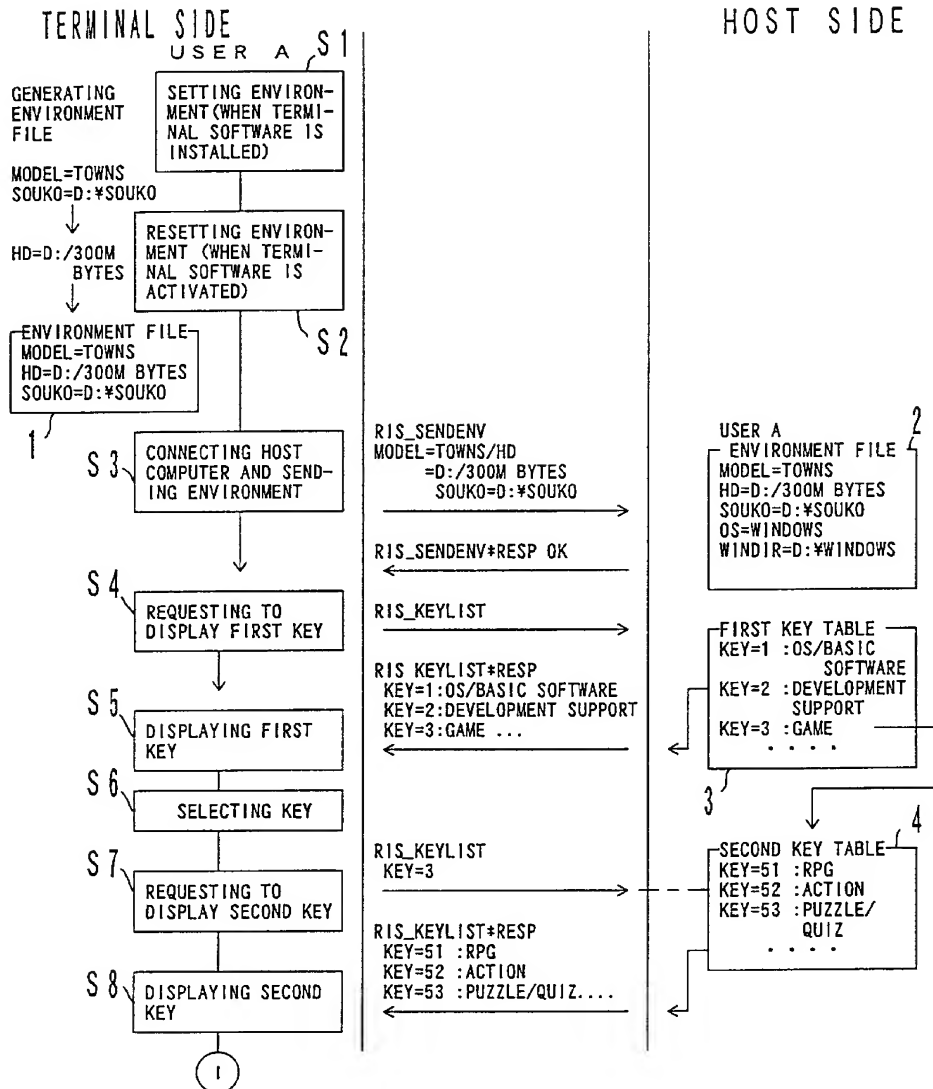 TERMINAL SIDE
HOST SIDE
USER A
S1
GENERATING
ENVIRONMENT
FILE
MODEL=TOWNS
SOUKO=D:¥SOUKO
HD=D:/300M
BYTES
SETTING ENVIRON-
MENT(WHEN TERMI-
NAL SOFTWARE IS
INSTALLED)
RESETTING ENVIRON-
MENT (WHEN TERMI-
NAL SOFTWARE IS
ACTIVATED)
S2
ENVIRONMENT FILE
MODEL=TOWNS
HD=D:/300M BYTES
SOUKO=D:¥SOUKO
1
S3
CONNECTING HOST
COMPUTER AND SEND-
ING ENVIRONMENT
RIS_SENDENV
MODEL=TOWNS/HD
=D:/300M BYTES
SOUKO=D:¥SOUKO
USER A
2
ENVIRONMENT FILE
MODEL=TOWNS
HD=D:/300M BYTES
SOUKO=D:¥SOUKO
OS=WINDOWS
WINDIR=D:¥WINDOWS
RIS_SENDENV*RESP OK
S4
REQUESTING TO
DISPLAY FIRST KEY
RIS_KEYLIST
FIRST KEY TABLE
KEY=1 :OS/BASIC
SOFTWARE
KEY=2 :DEVELOPMENT
SUPPORT
KEY=3 :GAME
. . . .
3
RIS KEYLIST*RESP
KEY=1:OS/BASIC SOFTWARE
KEY=2:DEVELOPMENT SUPPORT
KEY=3:GAME ...
S5
DISPLAYING FIRST
KEY
S6
SELECTING KEY
S7
REQUESTING TO
DISPLAY SECOND KEY
RIS_KEYLIST
KEY=3
4
SECOND KEY TABLE
KEY=51 :RPG
KEY=52 :ACTION
KEY=53 :PUZZLE/
QUIZ
. . . .
RIS_KEYLIST*RESP
KEY=51 :RPG
KEY=52 :ACTION
KEY=53 :PUZZLE/QUIZ....
S8
DISPLAYING SECOND
KEY
I